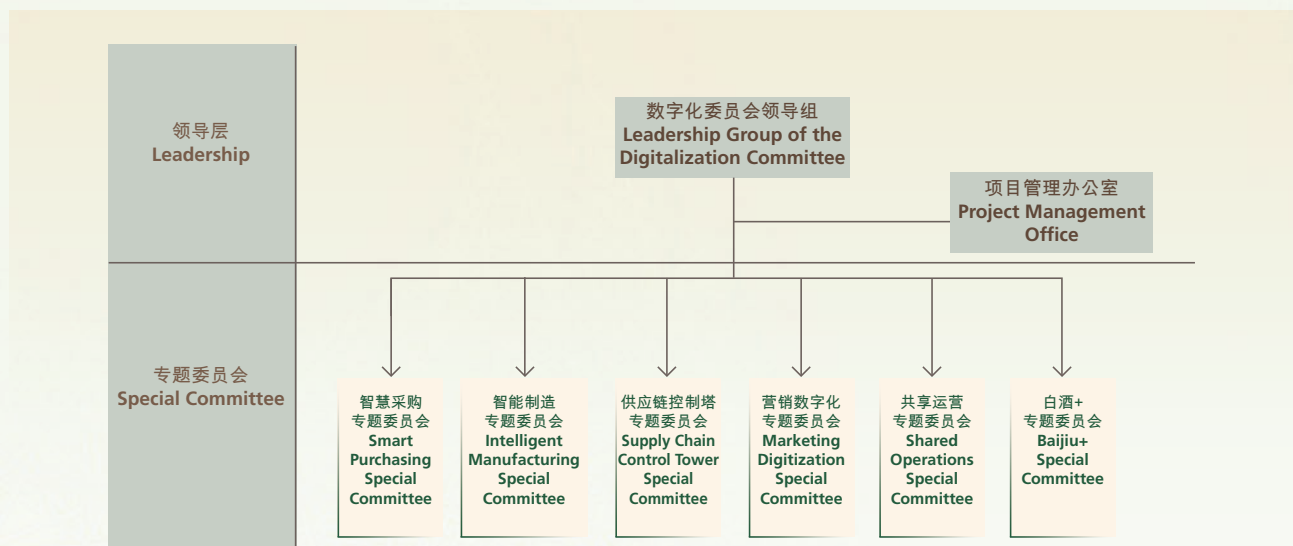 领导层
Leadership
数字化委员会领导组
Leadership Group of the
Digitalization Committee
项目管理办公室
Project Management
Office
专题委员会
Special Committee
智慧采购
专题委员会
Smart
Purchasing
Special
Committee
智能制造
专题委员会
Intelligent
Manufacturing
Special
Committee
供应链控制塔
专题委员会
Supply Chain
Control Tower
Special
Committee
营销数字化
专题委员会
Marketing
Digitization
Special
Committee
共享运营
专题委员会
Shared
Operations
Special
Committee
白酒+
专题委员会
Baijiu+
Special
Committee